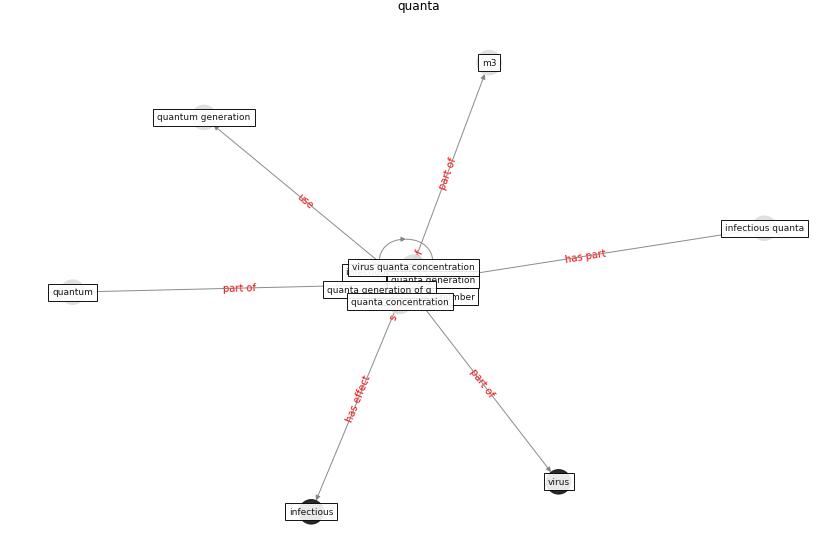 quanta
m3
quantum generation
part of
use
infectious quanta
has part
virus quanta concentration
quanta generation
quantum
part of
quanta generation of q
mber
quanta concentration
has effect
part of
virus
infectious